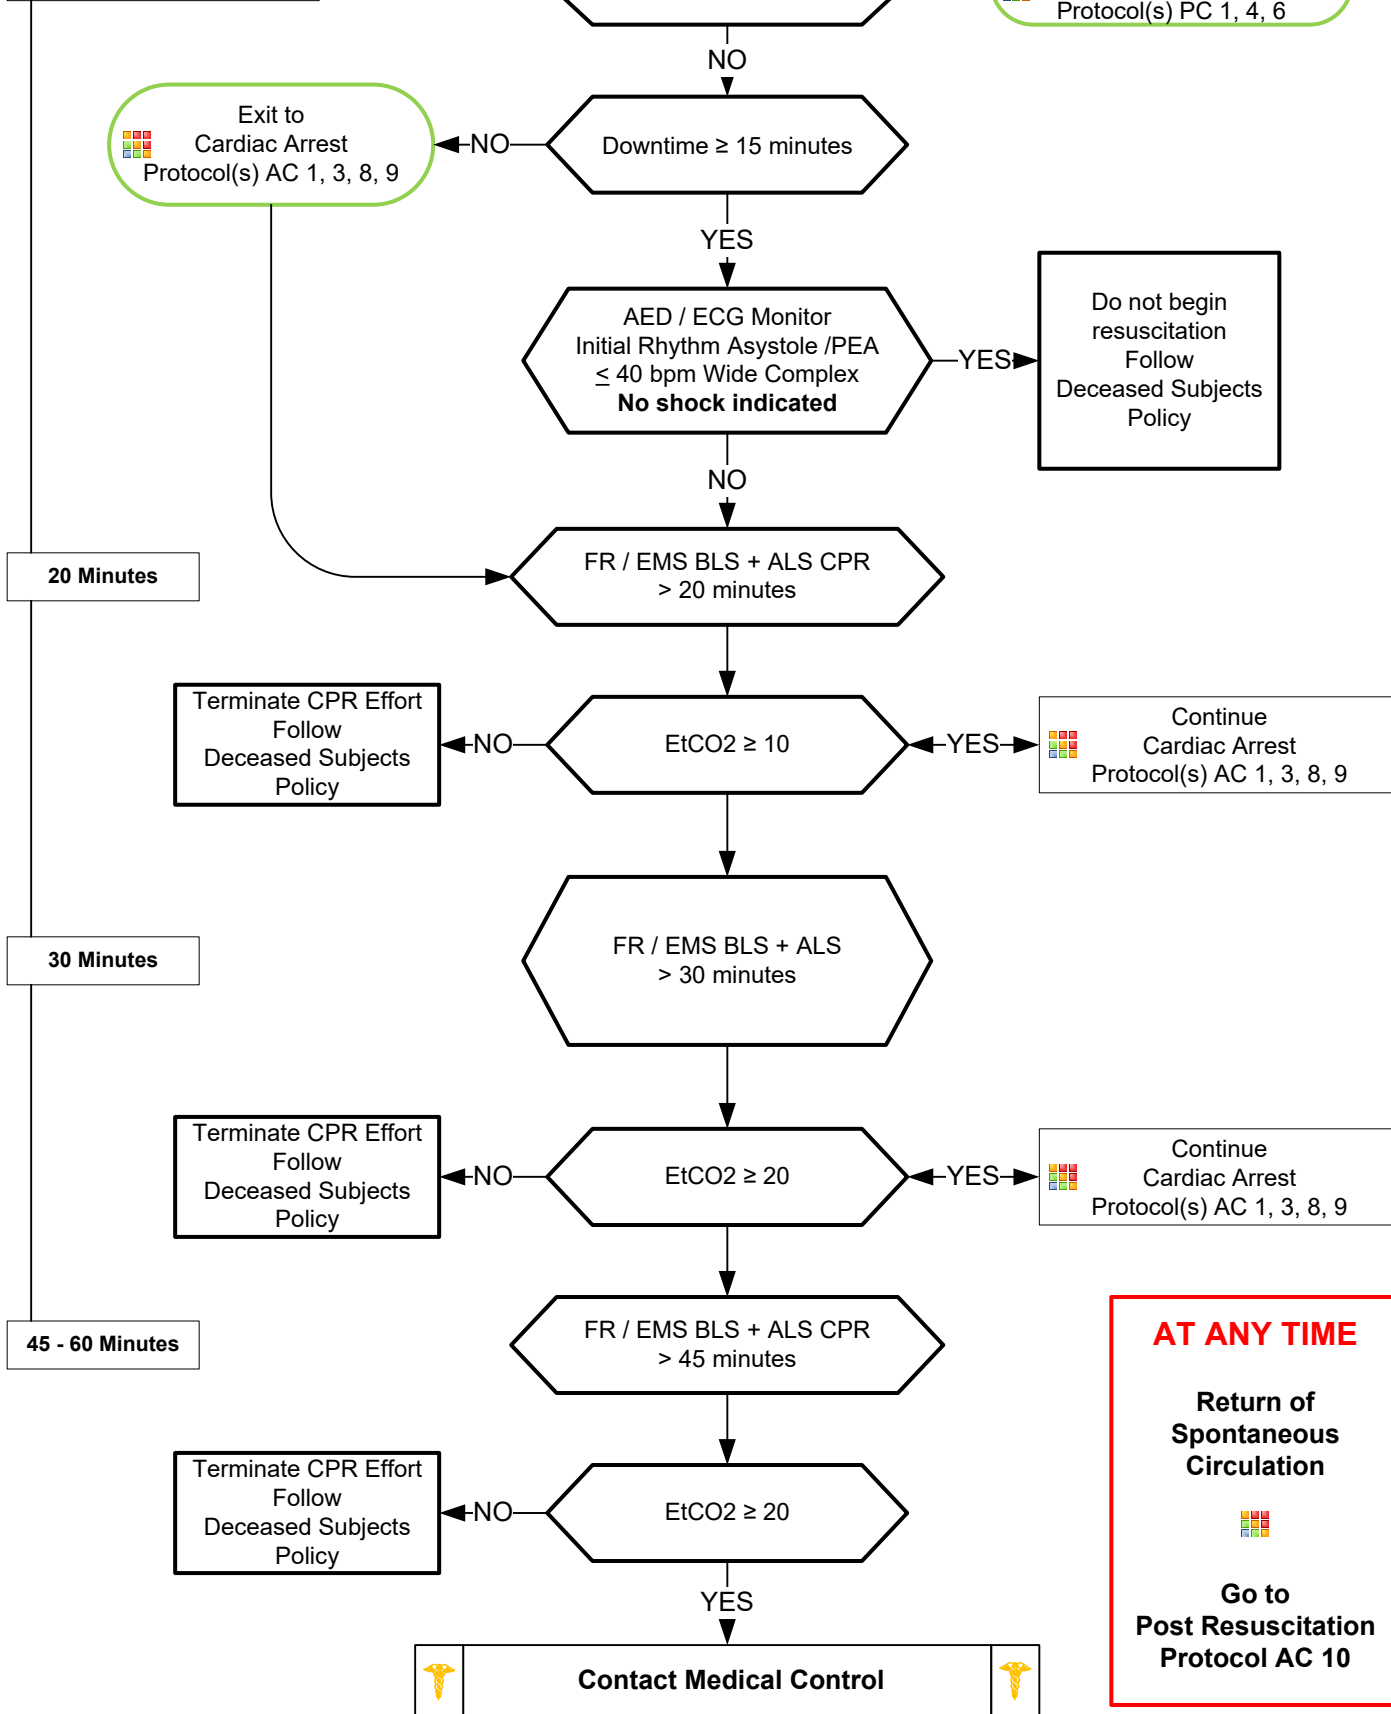 Protocol(s) PC 1, 4, 6
NO
Exit to
Cardiac Arrest
Protocol(s) AC 1, 3, 8, 9
NO
Downtime ≥ 15 minutes
YES
AED / ECG Monitor
Initial Rhythm Asystole /PEA
≤ 40 bpm Wide Complex
No shock indicated
YES
Do not begin
resuscitation
Follow
Deceased Subjects
Policy
NO
20 Minutes
FR / EMS BLS + ALS CPR
> 20 minutes
Terminate CPR Effort
Follow
Deceased Subjects
Policy
NO
EtCO2 ≥ 10
YES
Continue
Cardiac Arrest
Protocol(s) AC 1, 3, 8, 9
30 Minutes
FR / EMS BLS + ALS
> 30 minutes
Terminate CPR Effort
Follow
Deceased Subjects
Policy
NO
EtCO2 ≥ 20
YES
Continue
Cardiac Arrest
Protocol(s) AC 1, 3, 8, 9
45 - 60 Minutes
FR / EMS BLS + ALS CPR
> 45 minutes
Terminate CPR Effort
Follow
Deceased Subjects
Policy
NO
EtCO2 ≥ 20
YES
Contact Medical Control
AT ANY TIME
Return of
Spontaneous
Circulation
Go to
Post Resuscitation
Protocol AC 10